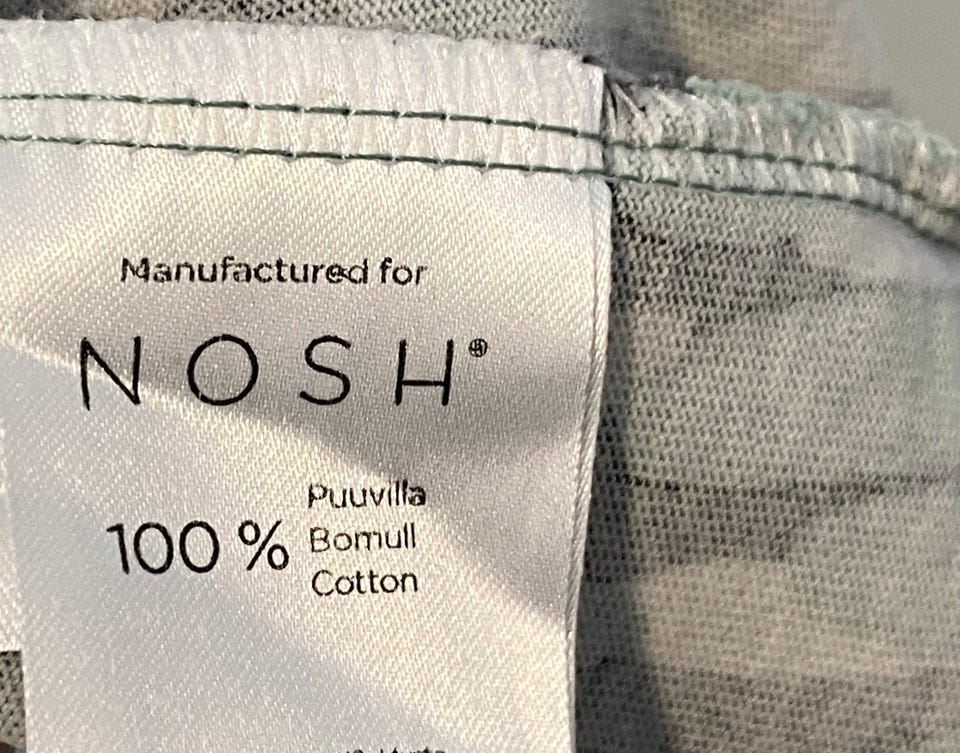 Manufactured for
NOSH®
100 % Puuvilla
Bomull
Cotton